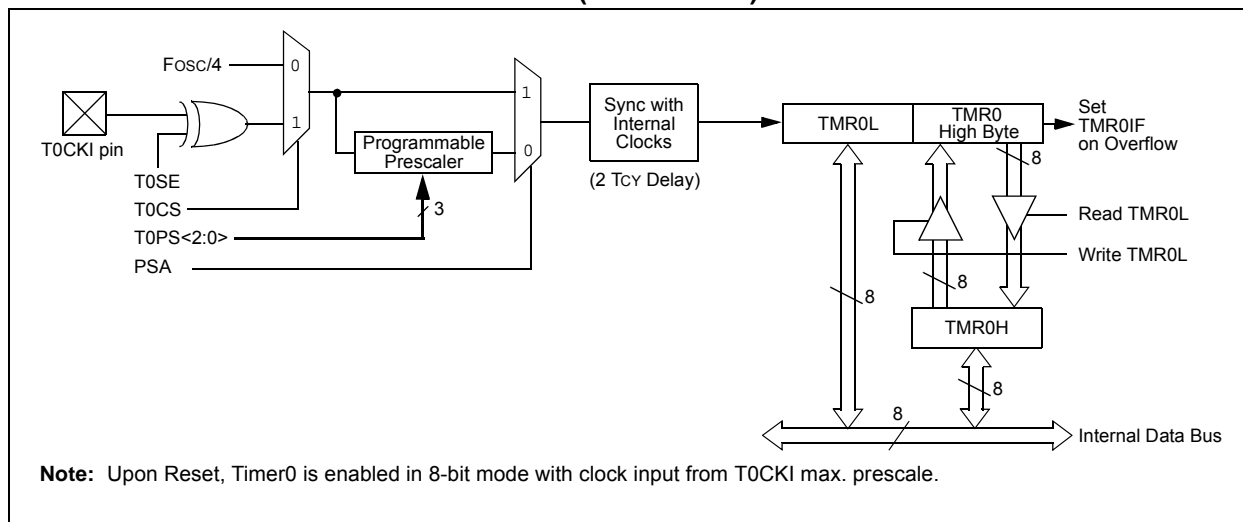 FOSC/4
0
1
T0CKI pin
T0SE
T0CS
T0PS<2:0>
PSA
Programmable
Prescaler
3
1
0
Sync with
Internal
Clocks
(2 TCY Delay)
TMR0L
TMR0
High Byte
Set
TMR0IF
on Overflow
8
Read TMR0L
Write TMR0L
8
8
TMR0H
8
8
Internal Data Bus
Note: Upon Reset, Timer0 is enabled in 8-bit mode with clock input from T0CKI max. prescale.